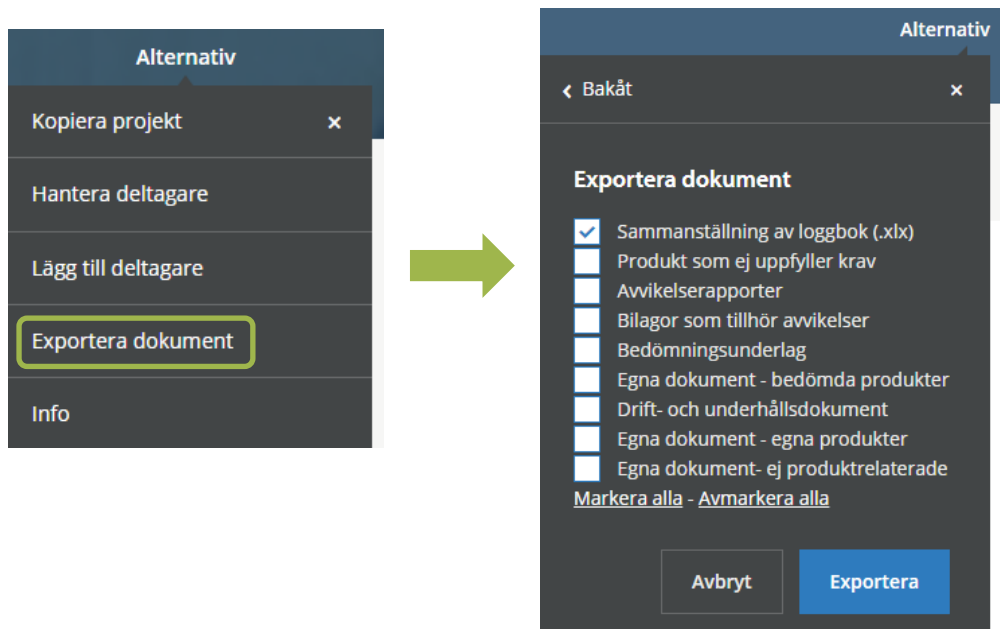 Alternativ
Kopiera projekt ×
Hantera deltagare
Lägg till deltagare
Exportera dokument
Info
Alternativ
‹ Bakåt ×
Exportera dokument
Sammanställning av loggbok (.xlx)
Produkt som ej uppfyller krav
Avvikelserapporter
Bilagor som tillhör avvikelser
Bedömningsunderlag
Egna dokument - bedömda produkter
Drift- och underhållsdokument
Egna dokument - egna produkter
Egna dokument- ej produktrelaterade
Markera alla - Avmarkera alla
Avbryt Exportera